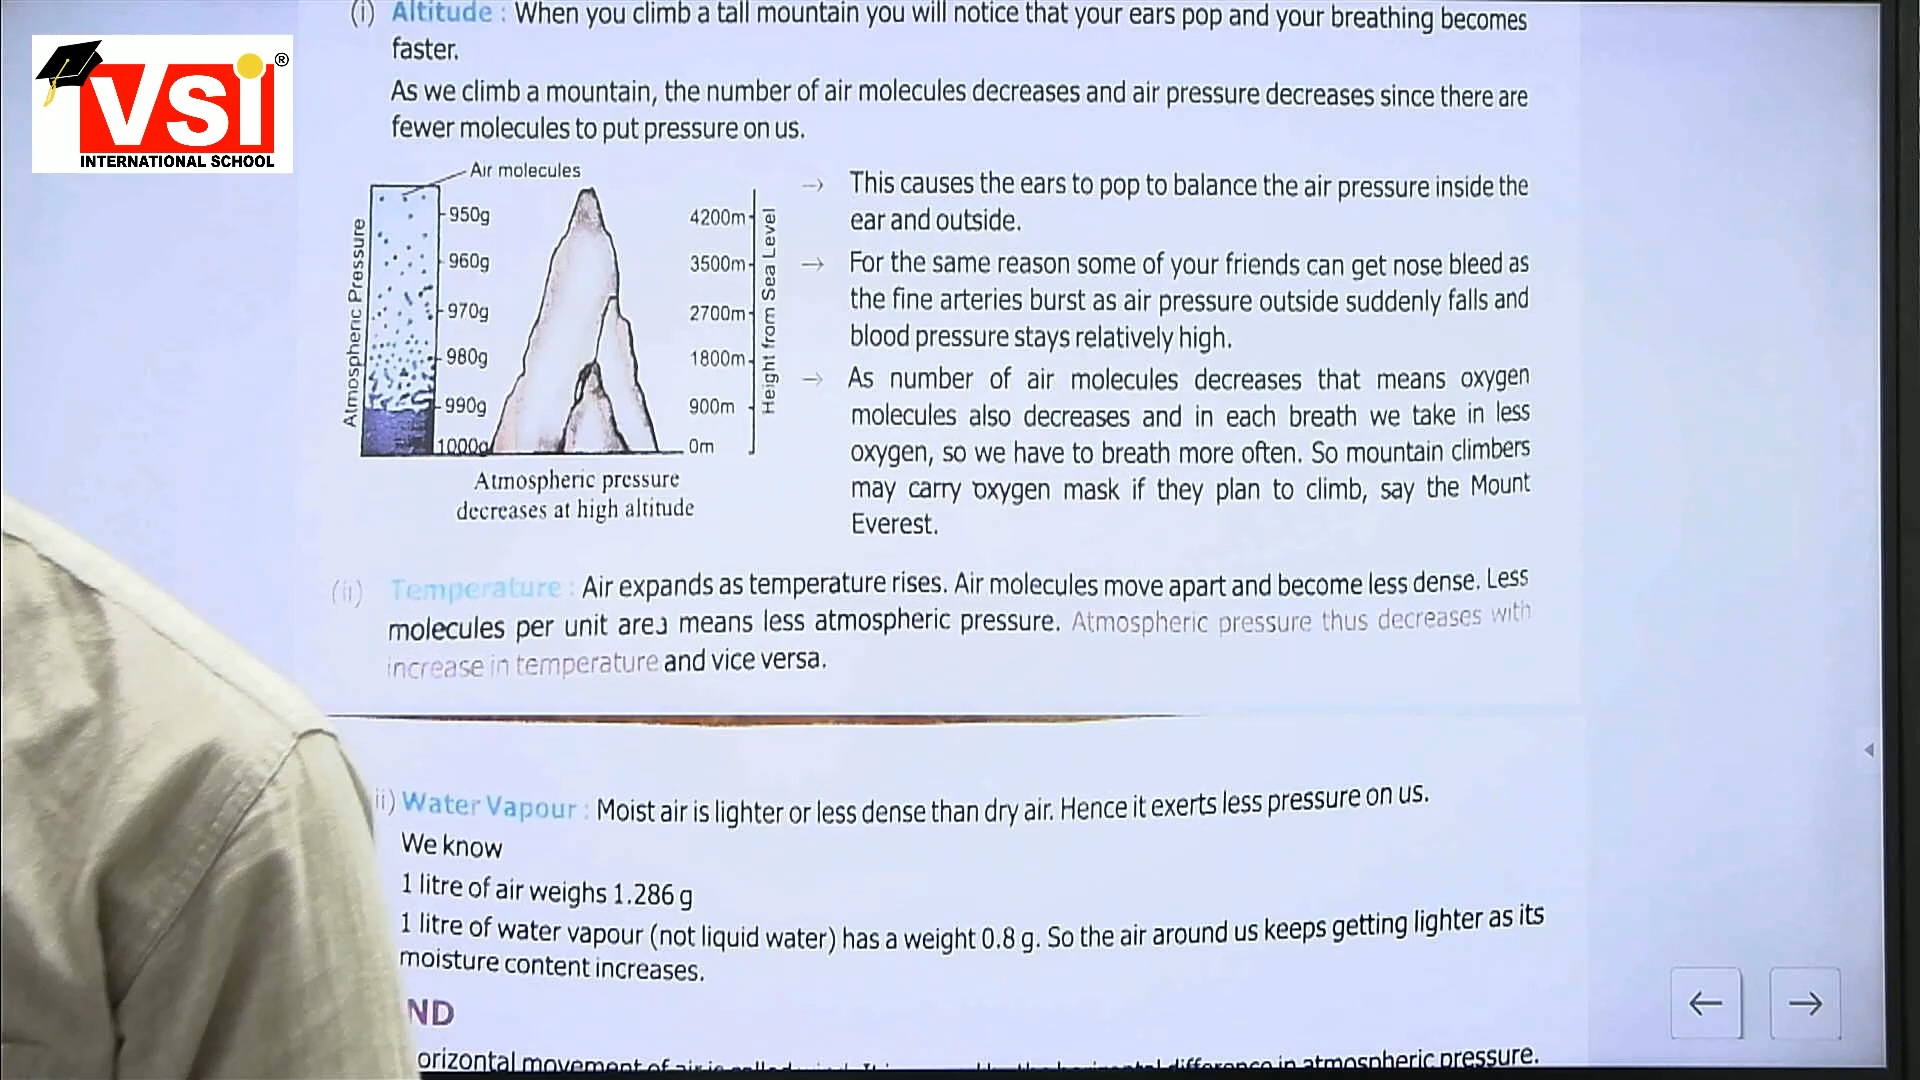 (i) Altitude : When you climb a tall mountain you will notice that your ears pop and your breathing becomes
faster.
As we climb a mountain, the number of air molecules decreases and air pressure decreases since there are
fewer molecules to put pressure on us.
vsi ®
INTERNATIONAL SCHOOL
Air molecules
Atmospheric Pressure
950g
960g
970g
980g
990g
1000g
4200m
3500m
2700m
1800m
900m
0m
Height from Sea Level
Atmospheric pressure
decreases at high altitude
→ This causes the ears to pop to balance the air pressure inside the
ear and outside.
→ For the same reason some of your friends can get nose bleed as
the fine arteries burst as air pressure outside suddenly falls and
blood pressure stays relatively high.
→ As number of air molecules decreases that means oxygen
molecules also decreases and in each breath we take in less
oxygen, so we have to breath more often. So mountain climbers
may carry oxygen mask if they plan to climb, say the Mount
Everest.
(ii) Temperature : Air expands as temperature rises. Air molecules move apart and become less dense. Less
molecules per unit area means less atmospheric pressure. Atmospheric pressure thus decreases with
increase in temperature and vice versa.
ii) Water Vapour : Moist air is lighter or less dense than dry air. Hence it exerts less pressure on us.
We know
1 litre of air weighs 1.286 g
1 litre of water vapour (not liquid water) has a weight 0.8 g. So the air around us keeps getting lighter as its
moisture content increases.
ND
orizontal movement of air is called difference in atmospheric pressure.